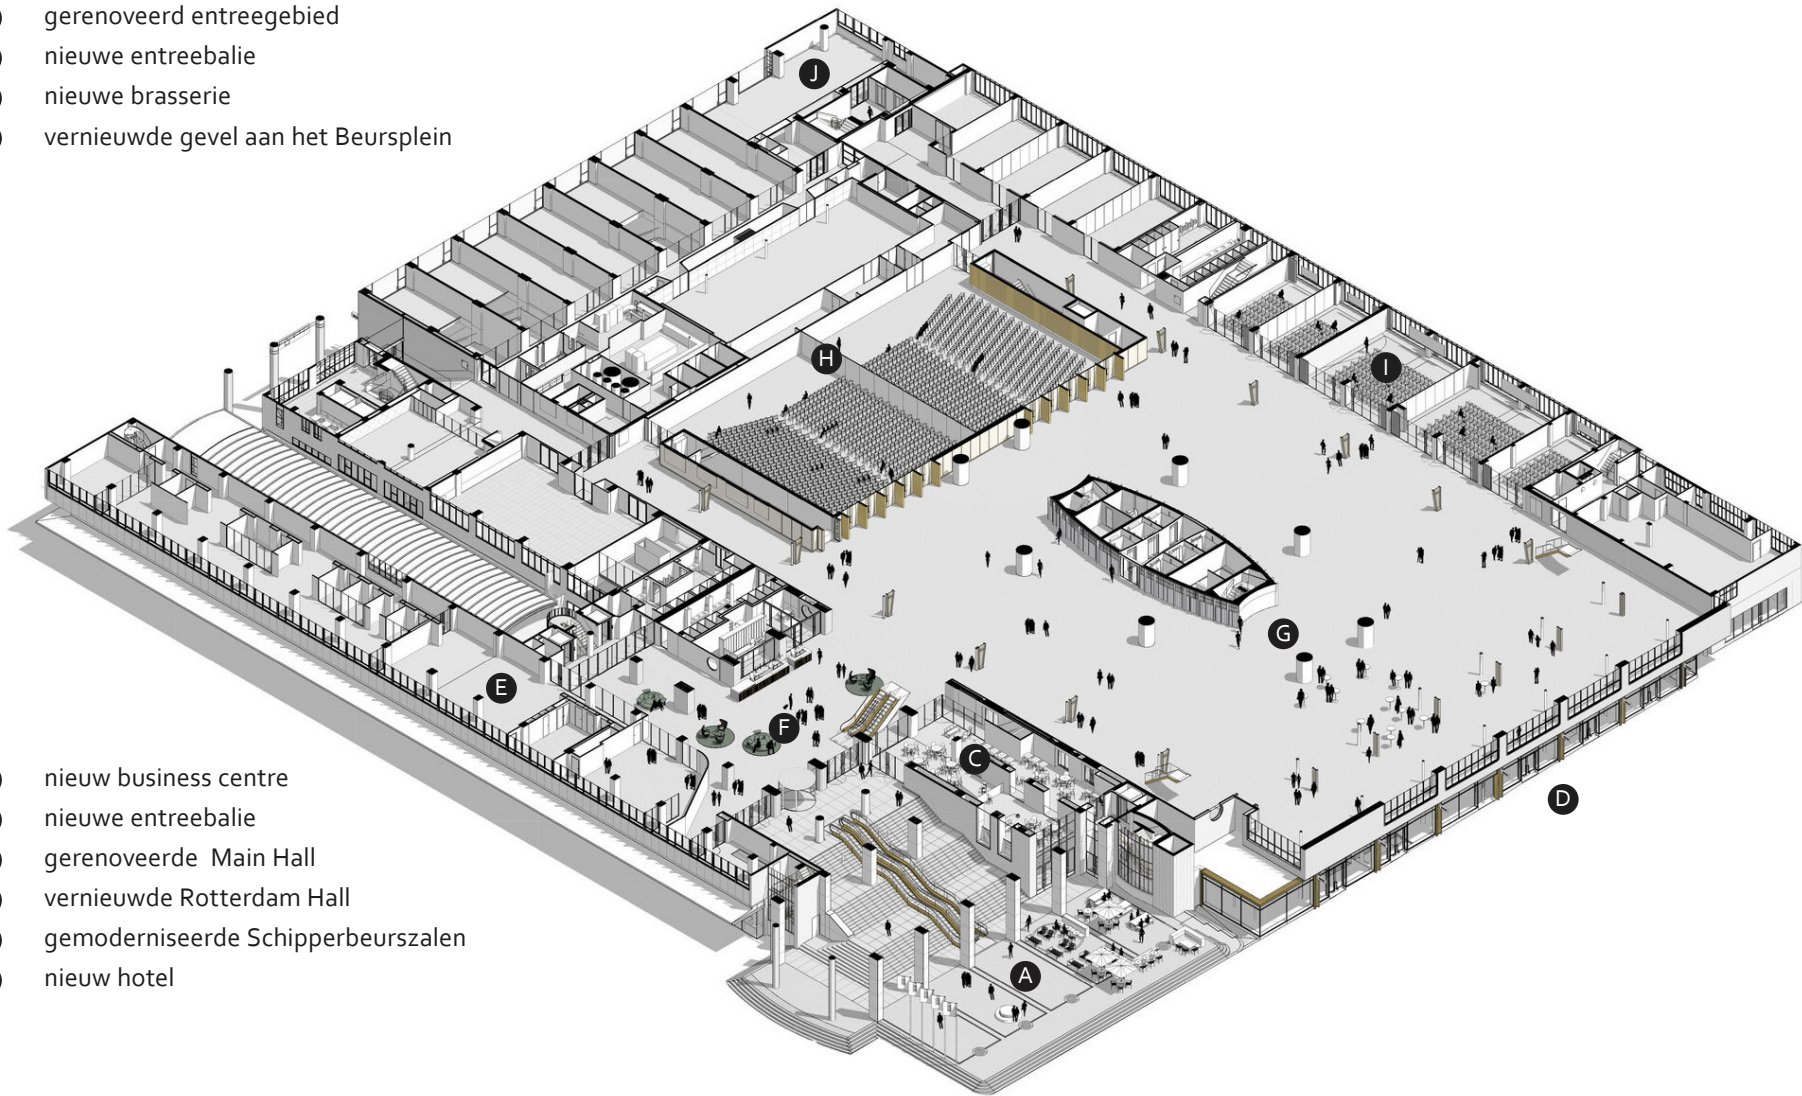 ) gerenoveerd entreegebied
) nieuwe entreebalie
) nieuwe brasserie
) vernieuwde gevel aan het Beursplein
J
H
I
G
E
F
C
D
A
) nieuw business centre
) nieuwe entreebalie
) gerenoveerde Main Hall
) vernieuwde Rotterdam Hall
) gemoderniseerde Schipperbeurszalen
) nieuw hotel